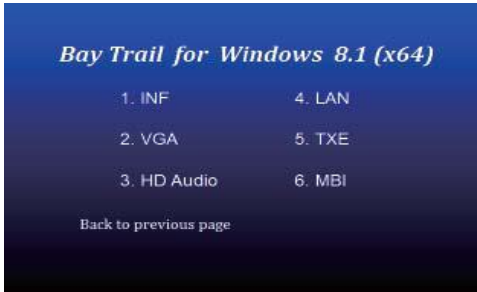 Bay Trail for Windows 8.1 (x64)
1. INF
2. VGA
3. HD Audio
4. LAN
5. TXE
6. MBI
Back to previous page